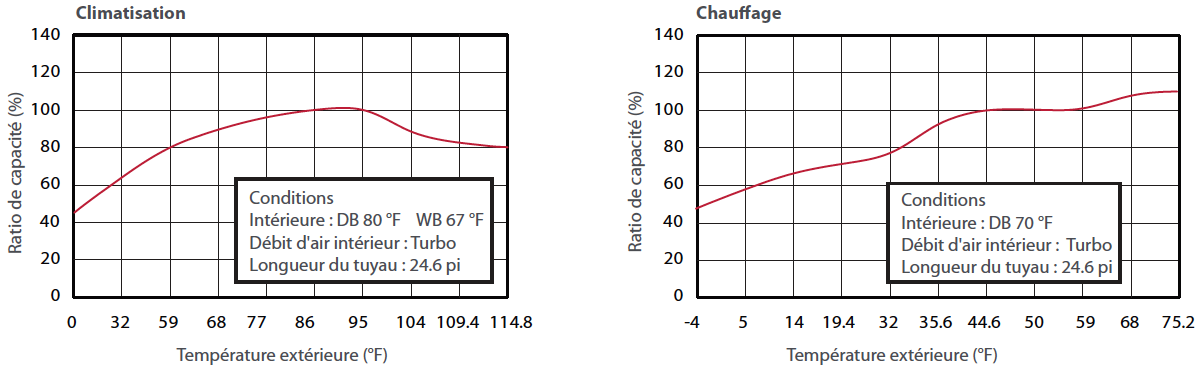 Climatisation
Ratio de capacité (%)
140
120
100
80
60
40
20
0
Conditions
Intérieure : DB 80 °F WB 67 °F
Débit d'air intérieur : Turbo
Longueur du tuyau : 24.6 pi
0 32 59 68 77 86 95 104 109.4 114.8
Température extérieure (°F)
Chauffage
Ratio de capacité (%)
140
120
100
80
60
40
20
0
Conditions
Intérieure : DB 70 °F
Débit d'air intérieur : Turbo
Longueur du tuyau : 24.6 pi
-4 5 14 19.4 32 35.6 44.6 50 59 68 75.2
Température extérieure (°F)